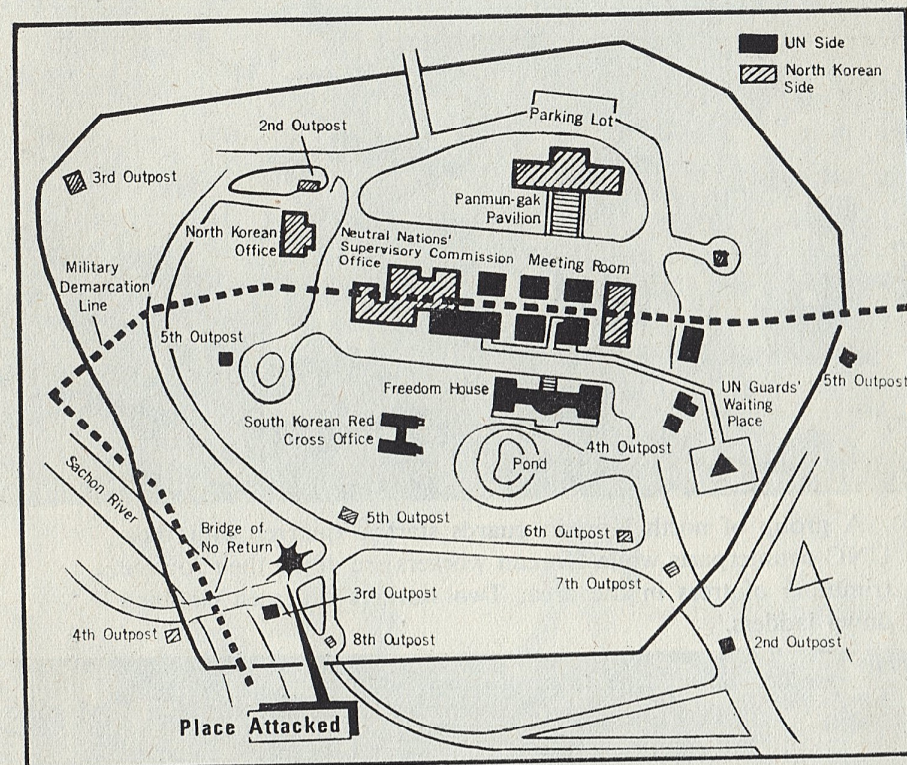 UN Side
North Korean
Side
Parking Lot
2nd Outpost
3rd Outpost
Panmun-gak
Pavilion
North Korean
Office
Neutral Nations'
Supervisory Commission
Office
Meeting Room
Military
Demarcation
Line
5th Outpost
5th Outpost
Freedom House
UN Guards'
Waiting
Place
South Korean Red
Cross Office
4th Outpost
Pond
Sachon River
5th Outpost
6th Outpost
Bridge of
No Return
7th Outpost
3rd Outpost
4th Outpost
8th Outpost
2nd Outpost
Place Attacked